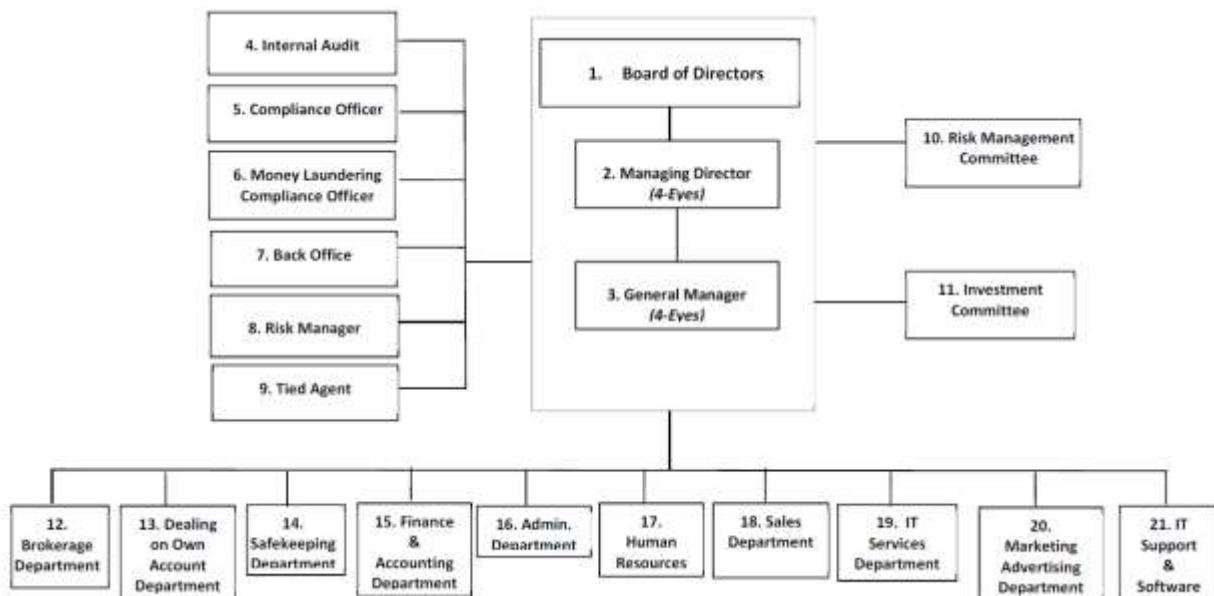 4. Internal Audit
5. Compliance Officer
6. Money Laundering
Compliance Officer
7. Back Office
8. Risk Manager
9. Tied Agent
1. Board of Directors
2. Managing Director
(4-Eyes)
3. General Manager
(4-Eyes)
10. Risk Management
Committee
11. Investment
Committee
12.
Brokerage
Department
13. Dealing
on Own
Account
Department
14.
Safekeeping
Department
15. Finance
&
Accounting
Department
16. Admin.
Department
17.
Human
Resources
18. Sales
Department
19. IT
Services
Department
20.
Marketing
Advertising
Department
21. IT
Support
&
Software